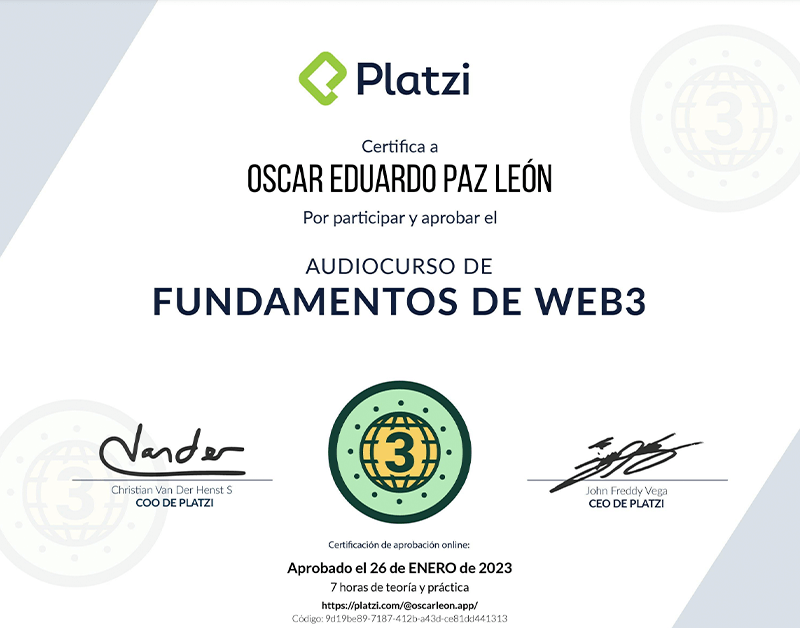 Platzi
Certifica a
OSCAR EDUARDO PAZ LEÓN
Por participar y aprobar el
AUDIOCURSO DE
FUNDAMENTOS DE WEB3
3
3
Vander
3
Christian Van Der Henst S
COO DE PLATZI
John Freddy Vega
CEO DE PLATZI
Certificación de aprobación online:
Aprobado el 26 de ENERO de 2023
7 horas de teoría y práctica
https://platzi.com/@oscarleon.app/
Código: 9d19be89-7187-412b-a43d-ce81dd441313